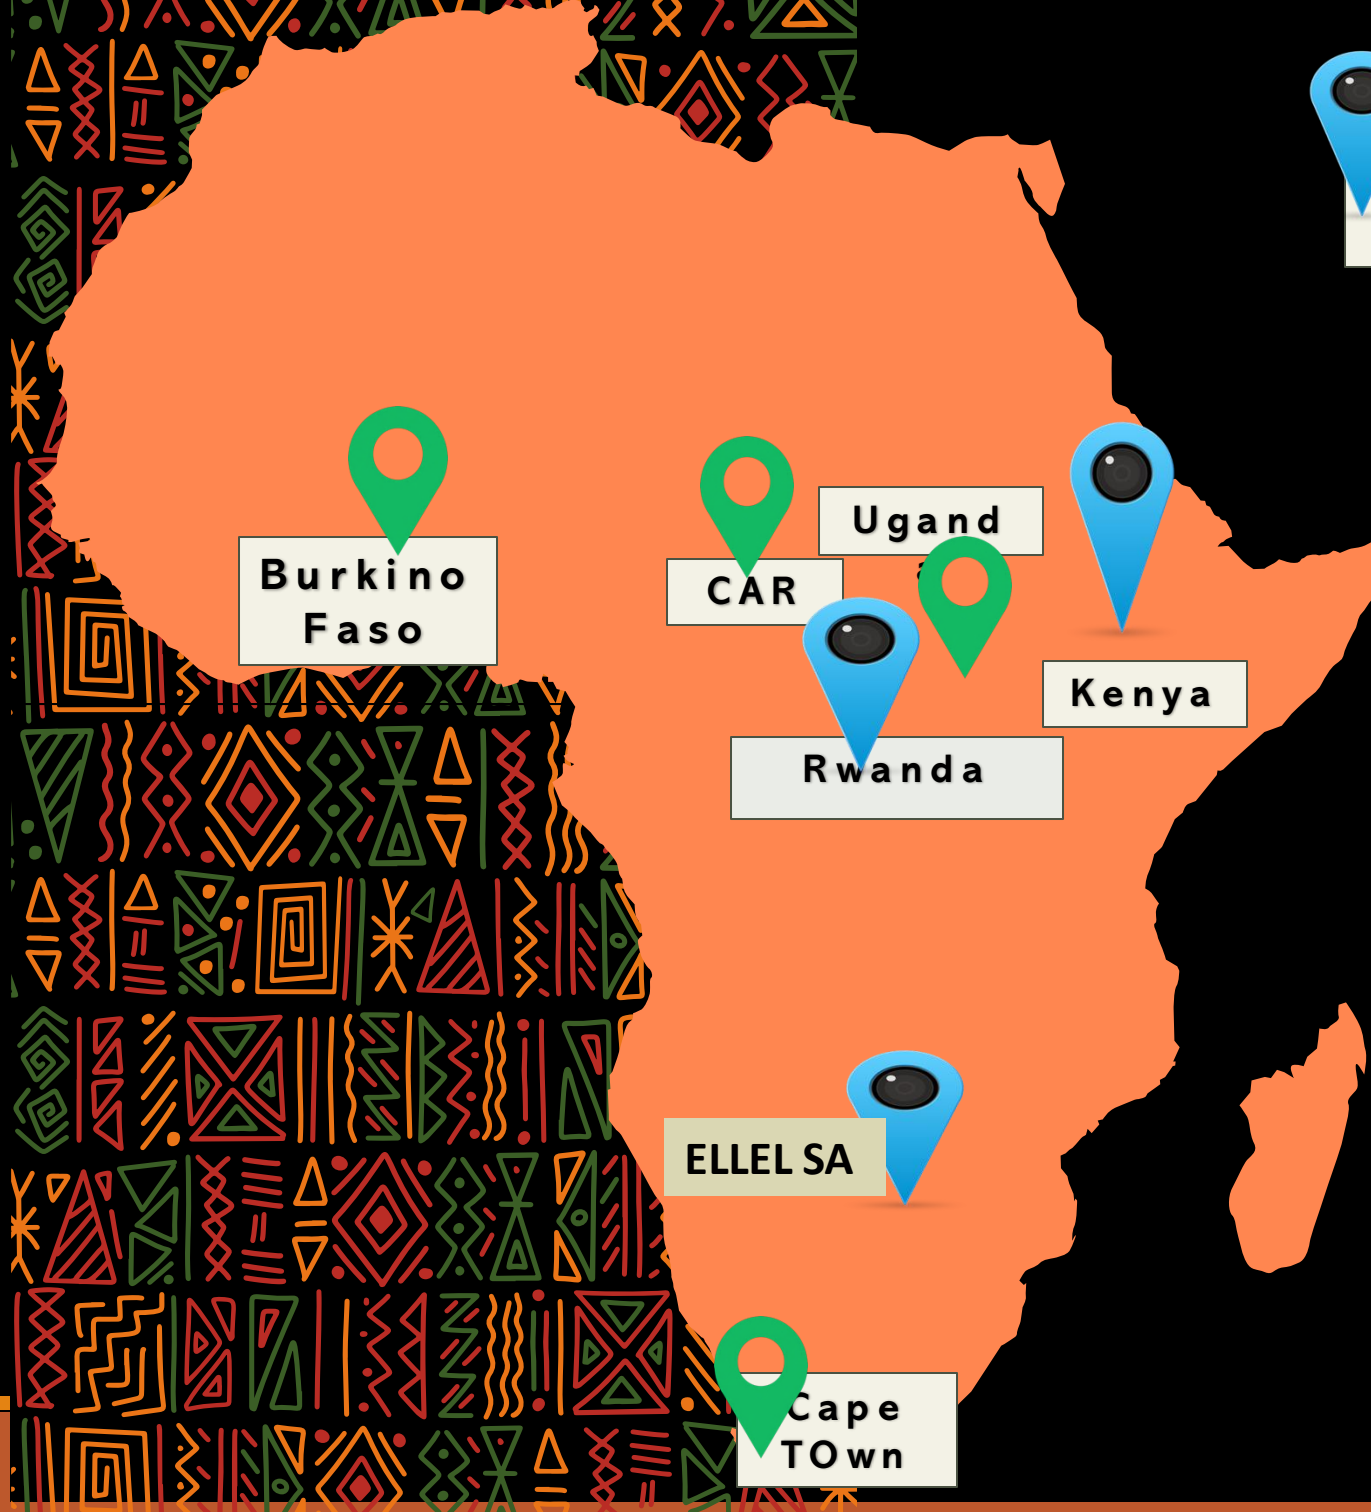 Burkino
Faso
CAR
Ugand
a
Kenya
Rwanda
ELLEL SA
Cape
TOwn